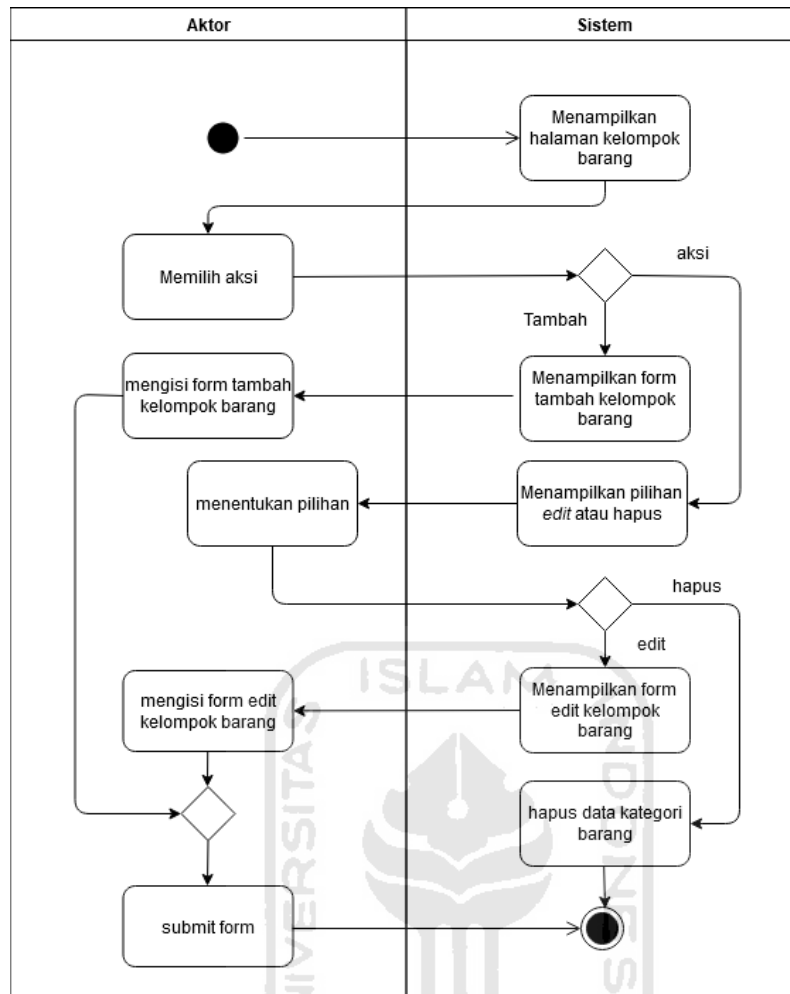 Aktor
Sistem
Menampilkan
halaman kelompok
barang
Memilih aksi
aksi
Tambah
mengisi form tambah
kelompok barang
Menampilkan form
tambah kelompok
barang
menentukan pilihan
Menampilkan pilihan
edit atau hapus
hapus
edit
mengisi form edit
kelompok barang
Menampilkan form
edit kelompok
barang
hapus data kategori
barang
submit form
UNIVERSITAS
ISLAM
INDONESIA